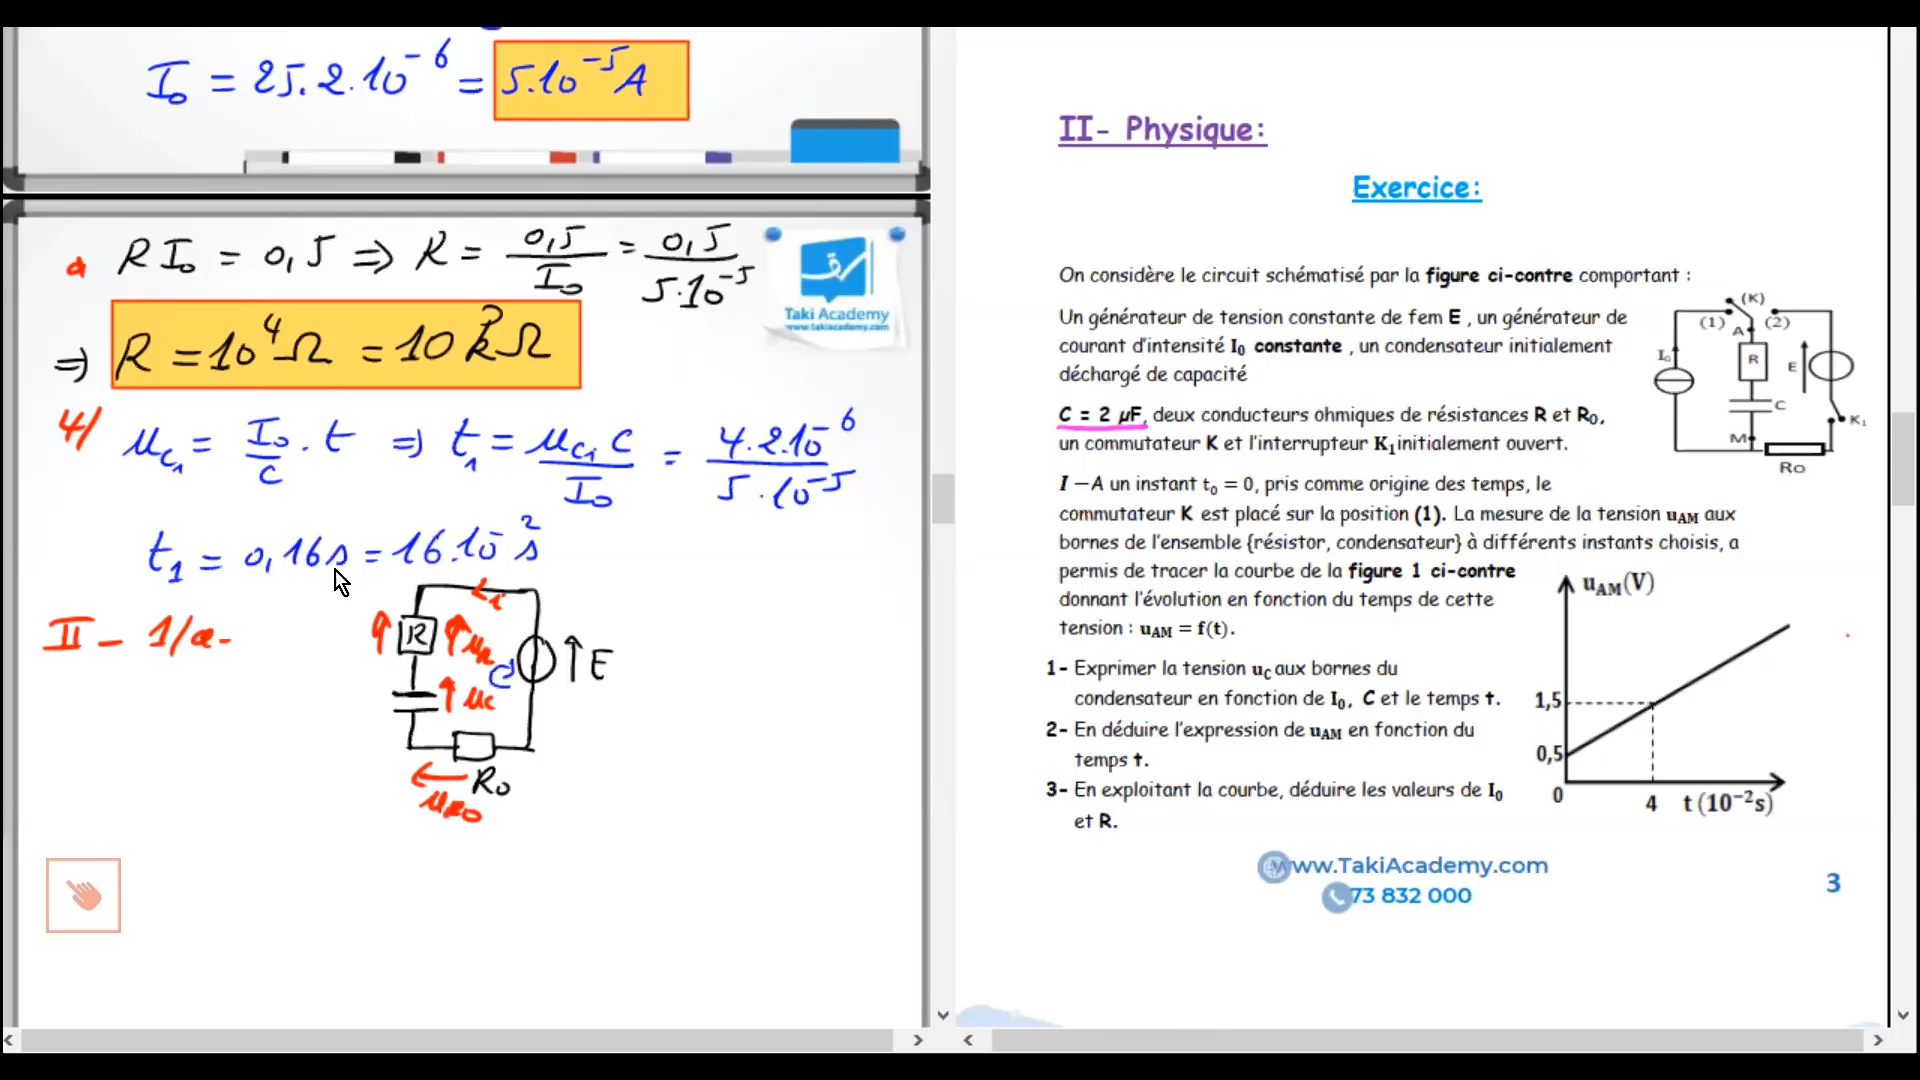 I₀ = 25.2.10⁻⁶ = 5.10⁻⁵A
RI₀ = 0,5 ⇒ R = 0,5/I₀ = 0,5/5.10⁻⁵
Taki Academy
www.takiacademy.com
⇒ R = 10⁴Ω = 10kΩ
4/ uC₁ = I₀/C . t ⇒ t₁ = uC₁ C/I₀ = 4.2.10⁻⁶/5.10⁻⁵
t₁ = 0,16s = 16.10⁻²s
II - 1/a-
i
R
uR
E
uC
R₀
uR₀
II- Physique:
Exercice:
On considère le circuit schématisé par la figure ci-contre comportant :
Un générateur de tension constante de fem E , un générateur de
courant d'intensité I₀ constante , un condensateur initialement
déchargé de capacité
C = 2 µF, deux conducteurs ohmiques de résistances R et R₀,
un commutateur K et l'interrupteur K₁ initialement ouvert.
(K)
(1) A (2)
I₀
R
E
C
M
K₁
Ro
I –A un instant t₀ = 0, pris comme origine des temps, le
commutateur K est placé sur la position (1). La mesure de la tension uAM aux
bornes de l'ensemble {résistor, condensateur} à différents instants choisis, a
permis de tracer la courbe de la figure 1 ci-contre
donnant l'évolution en fonction du temps de cette
tension : uAM = f(t).
1- Exprimer la tension uC aux bornes du
condensateur en fonction de I₀, C et le temps t.
2- En déduire l'expression de uAM en fonction du
temps t.
3- En exploitant la courbe, déduire les valeurs de I₀
et R.
uAM(V)
1,5
0,5
0 4 t (10⁻²s)
www.TakiAcademy.com
73 832 000
3